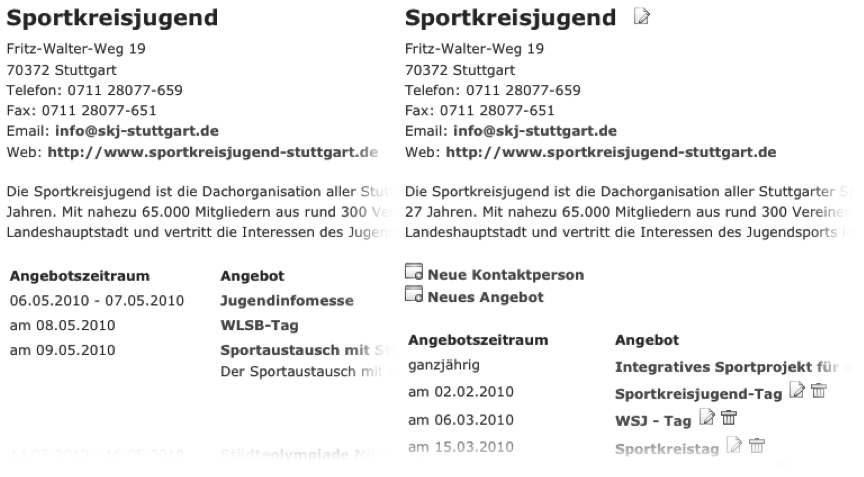 Sportkreisjugend
Fritz-Walter-Weg 19
70372 Stuttgart
Telefon: 0711 28077-659
Fax: 0711 28077-651
Email: info@skj-stuttgart.de
Web: http://www.sportkreisjugend-stuttgart.de
Die Sportkreisjugend ist die Dachorganisation aller
Jahren. Mit nahezu 65.000 Mitgliedern aus rund 300
Landeshauptstadt und vertritt die Interessen des
Angebotszeitraum Angebot
06.05.2010 - 07.05.2010 Jugendinfomesse
am 08.05.2010 WLSB-Tag
am 09.05.2010 Sportaustausch mit
Der Sportaustausch mit
14.05.2010 - 16.05.2010 Städteolympiade
Sportkreisjugend
Fritz-Walter-Weg 19
70372 Stuttgart
Telefon: 0711 28077-659
Fax: 0711 28077-651
Email: info@skj-stuttgart.de
Web: http://www.sportkreisjugend-stuttgart.de
Die Sportkreisjugend ist die Dachorganisation aller Stuttgarter
27 Jahren. Mit nahezu 65.000 Mitgliedern aus rund 300 Vereinen
Landeshauptstadt und vertritt die Interessen des Jugendsports
Neue Kontaktperson
Neues Angebot
Angebotszeitraum Angebot
ganzjährig Integratives Sportprojekt für
am 02.02.2010 Sportkreisjugend-Tag
am 06.03.2010 WSJ - Tag
am 15.03.2010 Sportkreistag